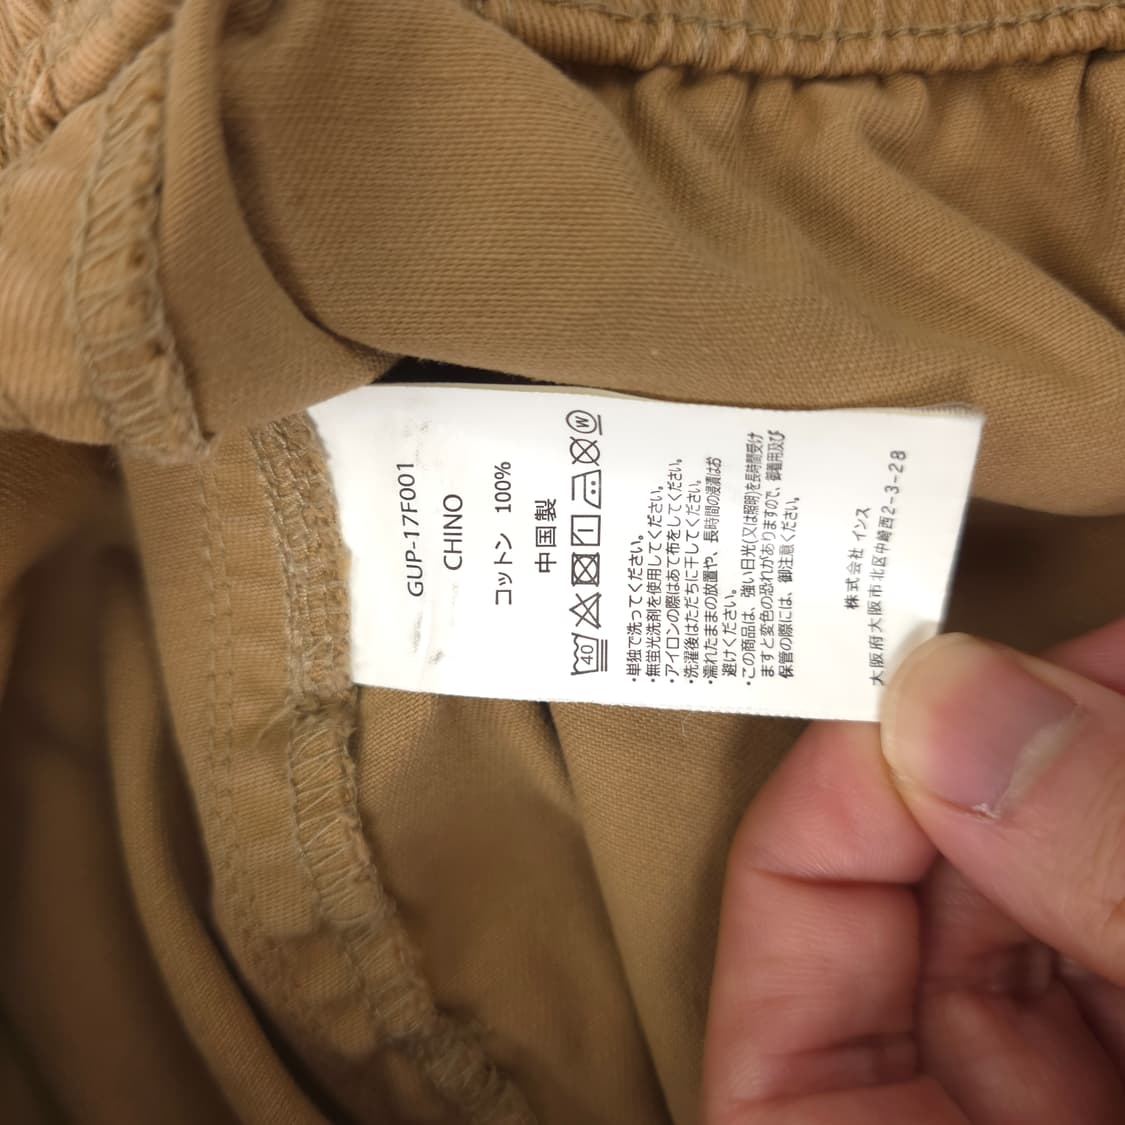 GUP-17F001
CHINO
コットン 100%
中国製
40
W
・単独で洗ってください。
・無蛍光洗剤を使用してください。
・アイロンの際はあて布をしてください。
・洗濯後はただちに干してください。
・濡れたままの放置や、長時間の浸漬はお
避けください。
・この商品は、強い日光(又は照明)を長時間受け
ますと変色の恐れがありますので、御着用及び
保管の際には、御注意ください。
株式会社 インス
大阪府大阪市北区中崎西2-3-28